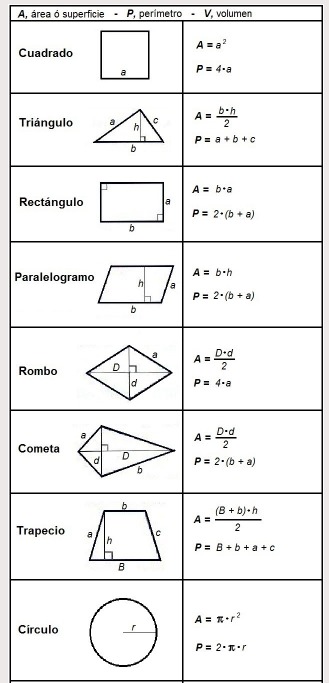 A, área ó superficie - P, perímetro - V, volumen
Cuadrado
a
A = a²
P = 4·a
Triángulo
a
h
c
b
A = b·h/2
P = a + b + c
Rectángulo
a
b
A = b·a
P = 2·(b + a)
Paralelogramo
h
a
b
A = b·h
P = 2·(b + a)
Rombo
a
D
d
A = D·d/2
P = 4·a
Cometa
a
D
d
b
A = D·d/2
P = 2·(b + a)
Trapecio
b
a
h
c
B
A = (B + b)·h/2
P = B + b + a + c
Círculo
r
A = π·r²
P = 2·π·r